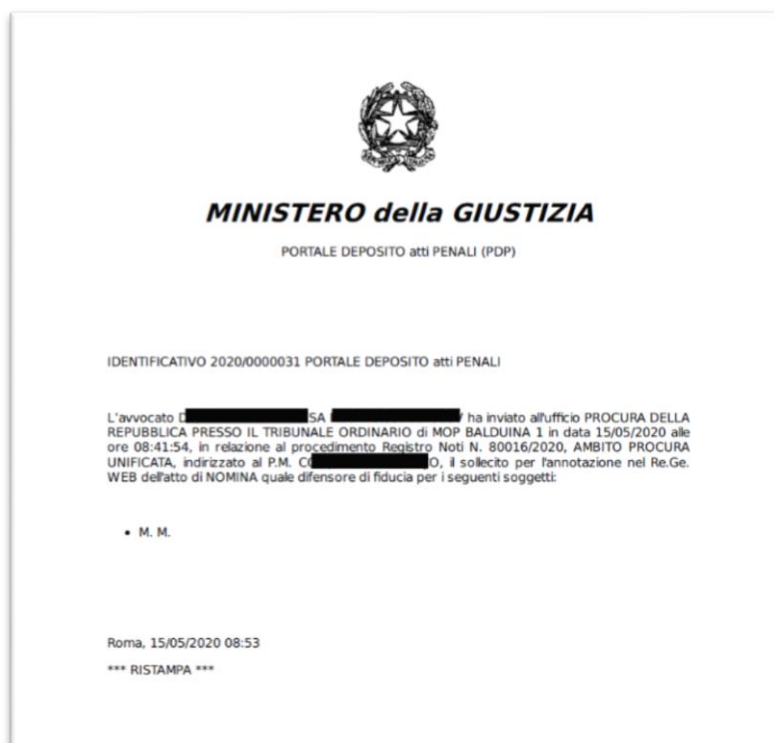 MINISTERO della GIUSTIZIA
PORTALE DEPOSITO atti PENALI (PDP)
IDENTIFICATIVO 2020/0000031 PORTALE DEPOSITO atti PENALI
L'avvocato D SA ha inviato all'ufficio PROCURA DELLA
REPUBBLICA PRESSO IL TRIBUNALE ORDINARIO di MOP BALDUINA 1 in data 15/05/2020 alle
ore 08:41:54, in relazione al procedimento Registro Noti N. 80016/2020, AMBITO PROCURA
UNIFICATA, indirizzato al P.M. O, il sollecito per l'annotazione nel Re.Ge.
WEB dell'atto di NOMINA quale difensore di fiducia per i seguenti soggetti:
• M. M.
Roma, 15/05/2020 08:53
*** RISTAMPA ***